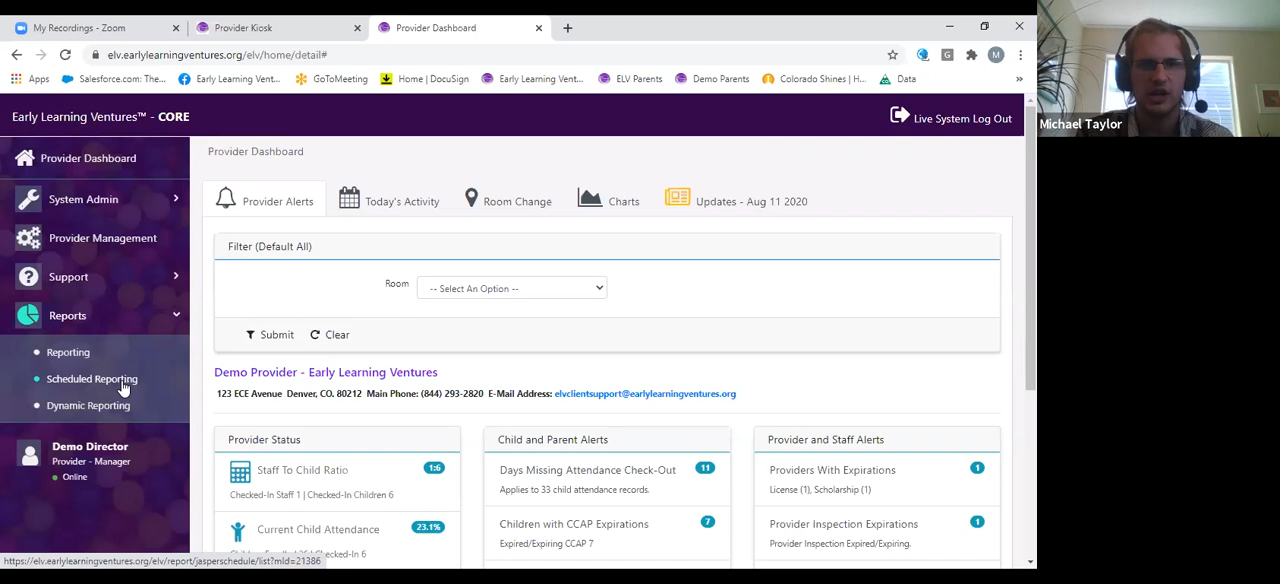 My Recordings - Zoom
Provider Kiosk
Provider Dashboard
elv.earlylearningventures.org/elv/home/detail#
Apps
Salesforce.com: The...
Early Learning Vent...
GoToMeeting
Home | DocuSign
Early Learning Vent...
ELV Parents
Demo Parents
Colorado Shines | H...
Data
»
Early Learning Ventures™ - CORE
Live System Log Out
Michael Taylor
Provider Dashboard
System Admin
Provider Management
Support
Reports
Reporting
Scheduled Reporting
Dynamic Reporting
Demo Director
Provider - Manager
Online
Provider Dashboard
Provider Alerts
Today's Activity
Room Change
Charts
Updates - Aug 11 2020
Filter (Default All)
Room
-- Select An Option --
Submit
Clear
Demo Provider - Early Learning Ventures
123 ECE Avenue Denver, CO. 80212 Main Phone: (844) 293-2820 E-Mail Address: elvclientsupport@earlylearningventures.org
Provider Status
Staff To Child Ratio
1:6
Checked-In Staff 1 | Checked-In Children 6
Current Child Attendance
23.1%
Child and Parent Alerts
Days Missing Attendance Check-Out
11
Applies to 33 child attendance records.
Children with CCAP Expirations
7
Expired/Expiring CCAP 7
Provider and Staff Alerts
Providers With Expirations
1
License (1), Scholarship (1)
Provider Inspection Expirations
1
Provider Inspection Expired/Expiring.
https://elv.earlylearningventures.org/elv/report/jasperschedule/list?mId=21386